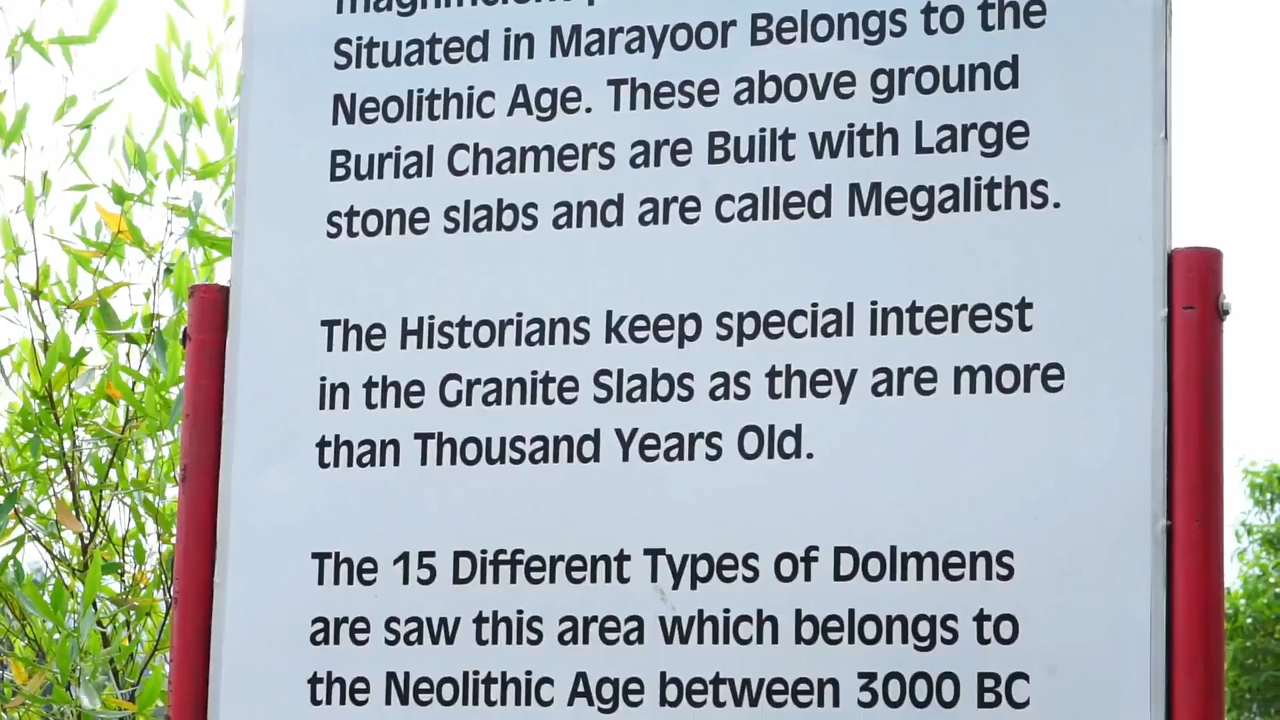 Situated in Marayoor Belongs to the
Neolithic Age. These above ground
Burial Chamers are Built with Large
stone slabs and are called Megaliths.
The Historians keep special interest
in the Granite Slabs as they are more
than Thousand Years Old.
The 15 Different Types of Dolmens
are saw this area which belongs to
the Neolithic Age between 3000 BC